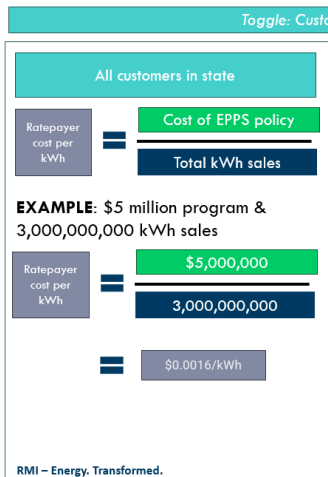 Toggle: Custo
All customers in state
Ratepayer
cost per
kWh
=
Cost of EPPS policy
Total kWh sales
EXAMPLE: $5 million program &
3,000,000,000 kWh sales
Ratepayer
cost per
kWh
=
$5,000,000
3,000,000,000
=
$0.0016/kWh
RMI – Energy. Transformed.